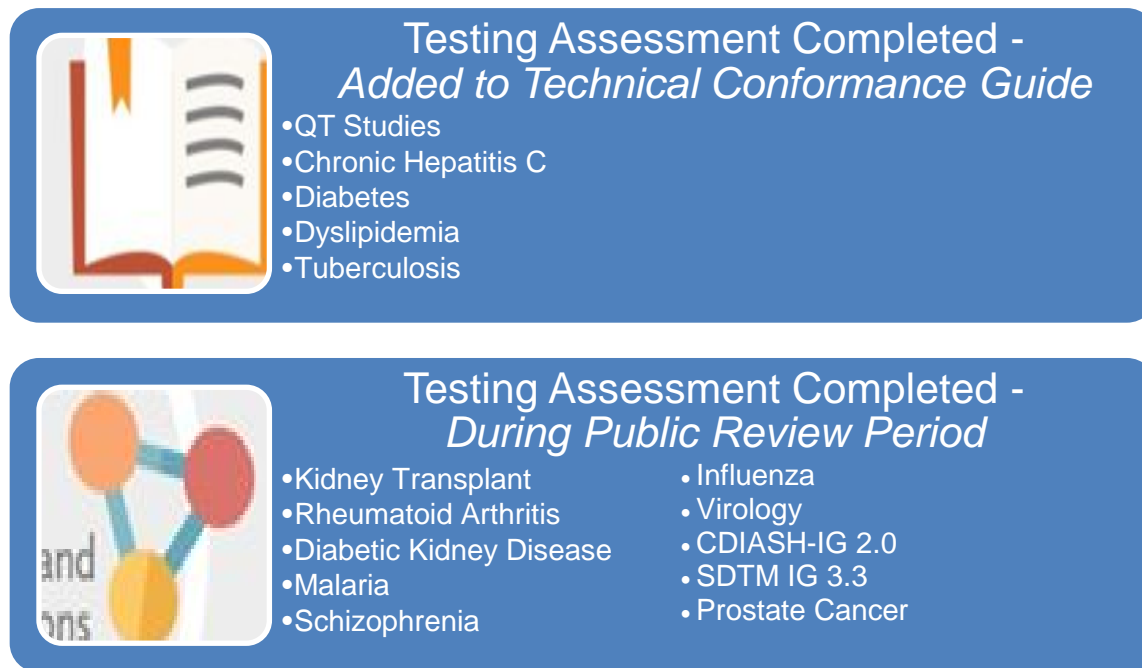 Testing Assessment Completed -
Added to Technical Conformance Guide
•QT Studies
•Chronic Hepatitis C
•Diabetes
•Dyslipidemia
•Tuberculosis
Testing Assessment Completed -
During Public Review Period
•Kidney Transplant
•Rheumatoid Arthritis
•Diabetic Kidney Disease
•Malaria
•Schizophrenia
• Influenza
• Virology
• CDIASH-IG 2.0
• SDTM IG 3.3
• Prostate Cancer
and
ons